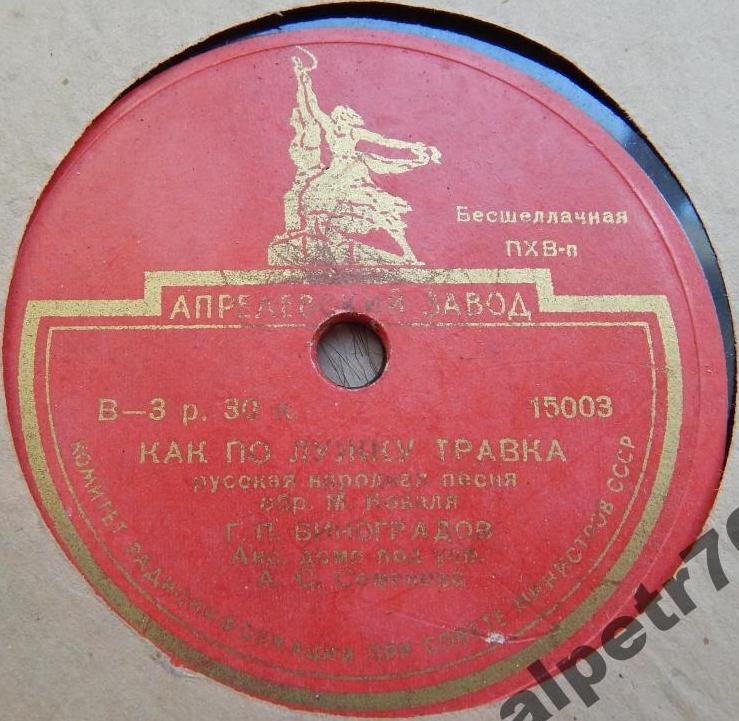 Бесшеллачная
ПХВ-п
АПРЕЛЕВСКИЙ ЗАВОД
В—3 р. 30 к. 15003
КАК ПО ЛУЖКУ ТРАВКА
русская народная песня
обр. М. Коваля
Г. П. ВИНОГРАДОВ
Анс. домр под упр.
А. С. Семенова
КОМИТЕТ РАДИОИНФОРМАЦИИ ПРИ СОВЕТЕ МИНИСТРОВ СССР
alpetr76